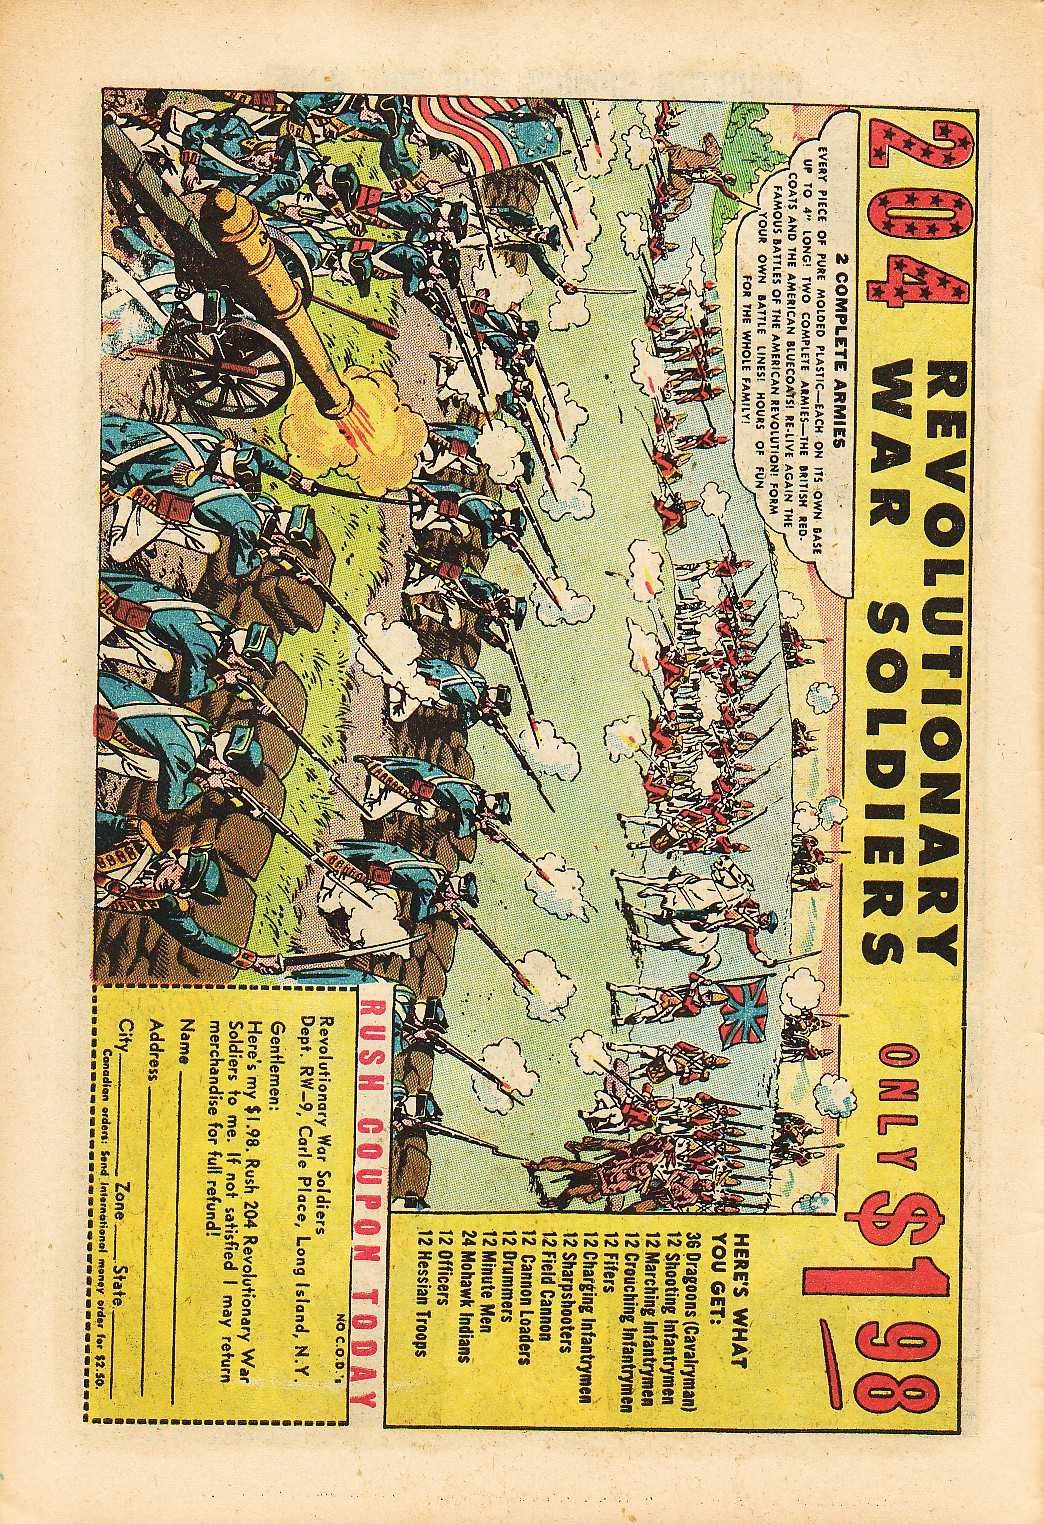 204 REVOLUTIONARY WAR SOLDIERS ONLY $1.98
2 COMPLETE ARMIES
EVERY PIECE OF PURE MOLDED PLASTIC—EACH ON ITS OWN BASE
UP TO 4" LONG! TWO COMPLETE ARMIES—THE BRITISH RED-
COATS AND THE AMERICAN BLUECOATS! RE-LIVE AGAIN THE
FAMOUS BATTLES OF THE AMERICAN REVOLUTION! FORM
YOUR OWN BATTLE LINES! HOURS OF FUN
FOR THE WHOLE FAMILY!
HERE'S WHAT
YOU GET:
36 Dragoons (Cavalryman)
12 Shooting Infantrymen
12 Marching Infantrymen
12 Crouching Infantrymen
12 Fifers
12 Charging Infantrymen
12 Sharpshooters
12 Field Cannon
12 Cannon Loaders
12 Drummers
12 Minute Men
24 Mohawk Indians
12 Officers
12 Hessian Troops
RUSH COUPON TODAY
NO C.O.D.'s
Revolutionary War Soldiers
Dept. RW-9, Carle Place, Long Island, N.Y.
Gentlemen:
Here's my $1.98. Rush 204 Revolutionary War
Soldiers to me. If not satisfied I may return
merchandise for full refund!
Name
Address
City Zone State
Canadian orders: Send international money order for $2.50.